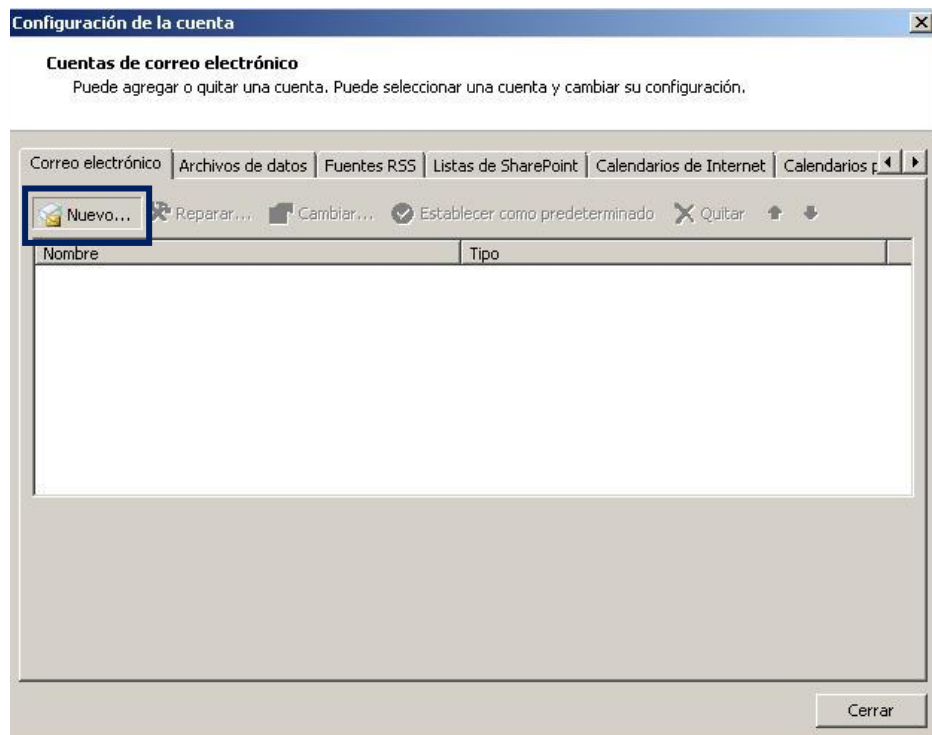 Configuración de la cuenta
Cuentas de correo electrónico
Puede agregar o quitar una cuenta. Puede seleccionar una cuenta y cambiar su configuración.
Correo electrónico Archivos de datos Fuentes RSS Listas de SharePoint Calendarios de Internet Calendarios p
Nuevo... Reparar... Cambiar... Establecer como predeterminado Quitar
Nombre Tipo
Cerrar